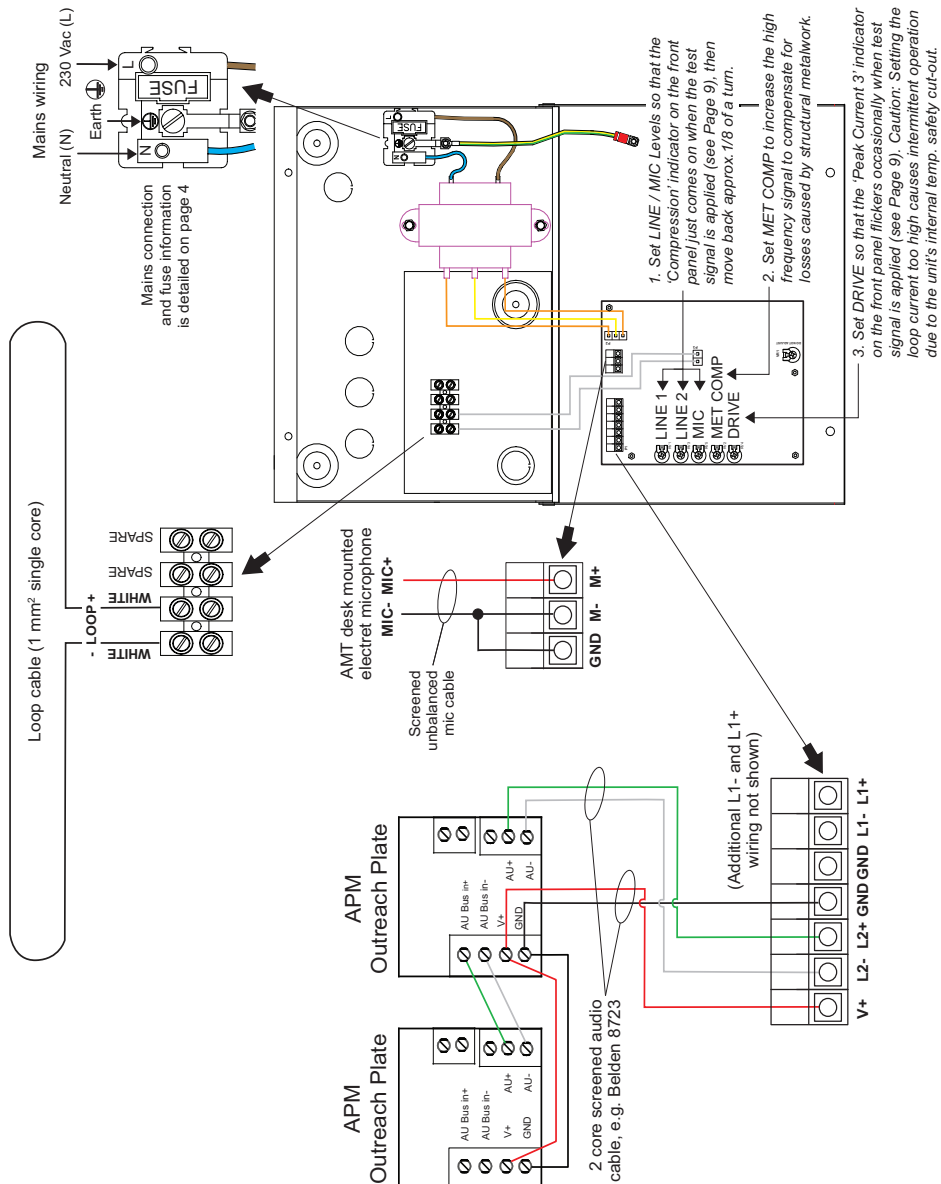 Loop cable (1 mm² single core)
- LOOP +
WHITE
WHITE
SPARE
SPARE
Mains wiring
Neutral (N)
Earth
230 Vac (L)
N
L
FUSE
Mains connection
and fuse information
is detailed on page 4
FUSE
N
L
AMT desk mounted
electret microphone
MIC- MIC+
Screened
unbalanced
mic cable
GND M- M+
LINE 1
LINE 2
MIC
MET COMP
DRIVE
1. Set LINE / MIC Levels so that the
'Compression' indicator on the front
panel just comes on when the test
signal is applied (see Page 9), then
move back approx.1/8 of a turn.
2. Set MET COMP to increase the high
frequency signal to compensate for
losses caused by structural metalwork.
3. Set DRIVE so that the 'Peak Current 3' indicator
on the front panel flickers occasionally when test
signal is applied (see Page 9). Caution: Setting the
loop current too high causes intermittent operation
due to the unit's internal temp. safety cut-out.
APM
Outreach Plate
AU Bus in+
AU Bus in-
V+
GND
AU+
AU-
APM
Outreach Plate
AU Bus in+
AU Bus in-
V+
GND
AU+
AU-
2 core screened audio
cable, e.g. Belden 8723
(Additional L1- and L1+
wiring not shown)
V+ L2- L2+ GND GND L1- L1+